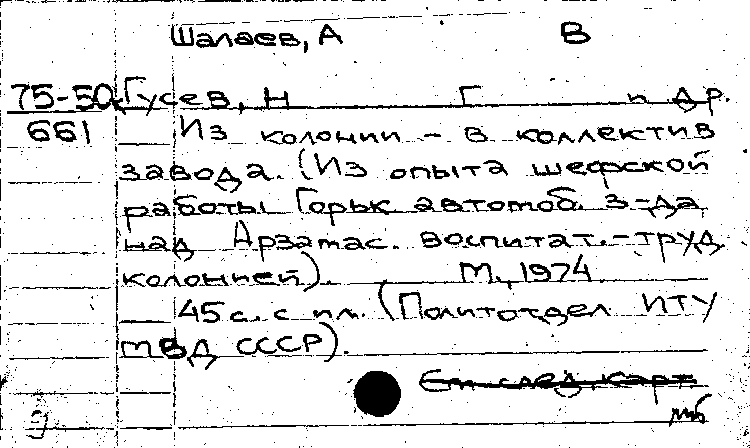 Шалаев, А В
75-50 Гусев, Н Г и др.
661 Из колонии - в коллектив
завода. (Из опыта шефской
работы Горьк автомоб. з-да
над Арзамас. воспитат.-труд.
колонией). М., 1974.
45 с. с ил. (Политотдел ИТУ
МВД СССР).
См след. карт